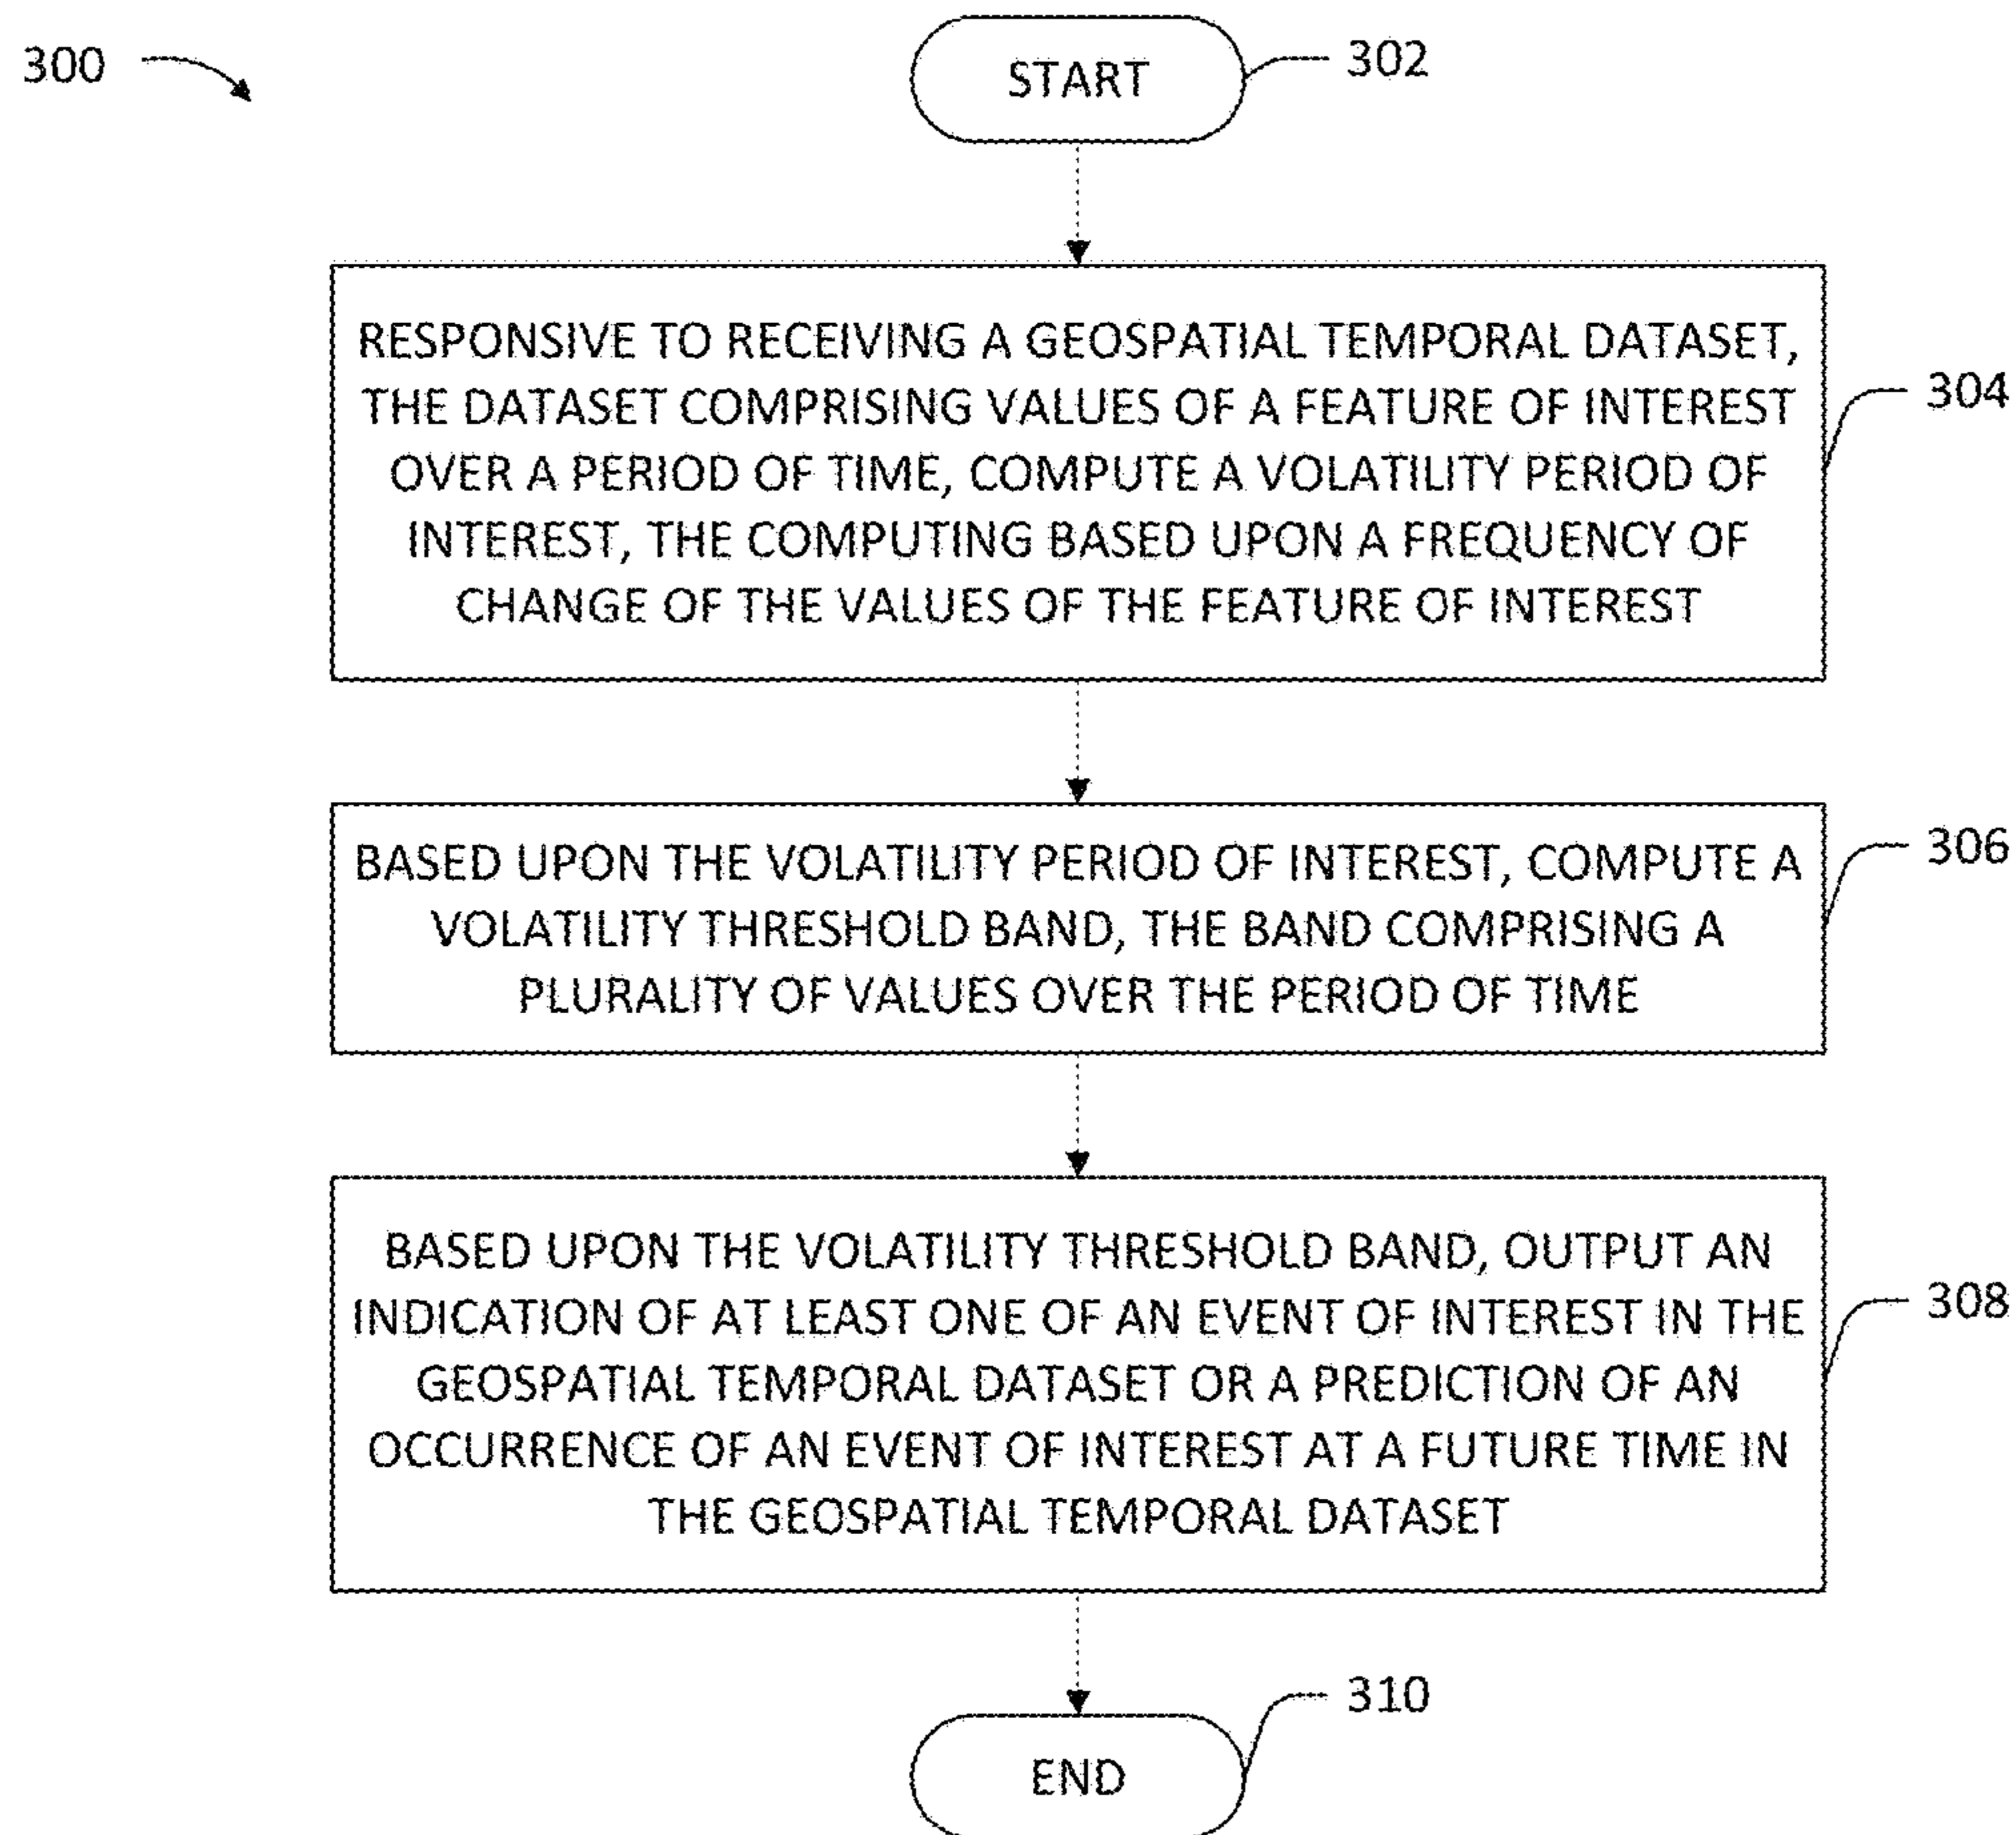 300
START
302
RESPONSIVE TO RECEIVING A GEOSPATIAL TEMPORAL DATASET,
THE DATASET COMPRISING VALUES OF A FEATURE OF INTEREST
OVER A PERIOD OF TIME, COMPUTE A VOLATILITY PERIOD OF
INTEREST, THE COMPUTING BASED UPON A FREQUENCY OF
CHANGE OF THE VALUES OF THE FEATURE OF INTEREST
304
BASED UPON THE VOLATILITY PERIOD OF INTEREST, COMPUTE A
VOLATILITY THRESHOLD BAND, THE BAND COMPRISING A
PLURALITY OF VALUES OVER THE PERIOD OF TIME
306
BASED UPON THE VOLATILITY THRESHOLD BAND, OUTPUT AN
INDICATION OF AT LEAST ONE OF AN EVENT OF INTEREST IN THE
GEOSPATIAL TEMPORAL DATASET OR A PREDICTION OF AN
OCCURRENCE OF AN EVENT OF INTEREST AT A FUTURE TIME IN
THE GEOSPATIAL TEMPORAL DATASET
308
310
END